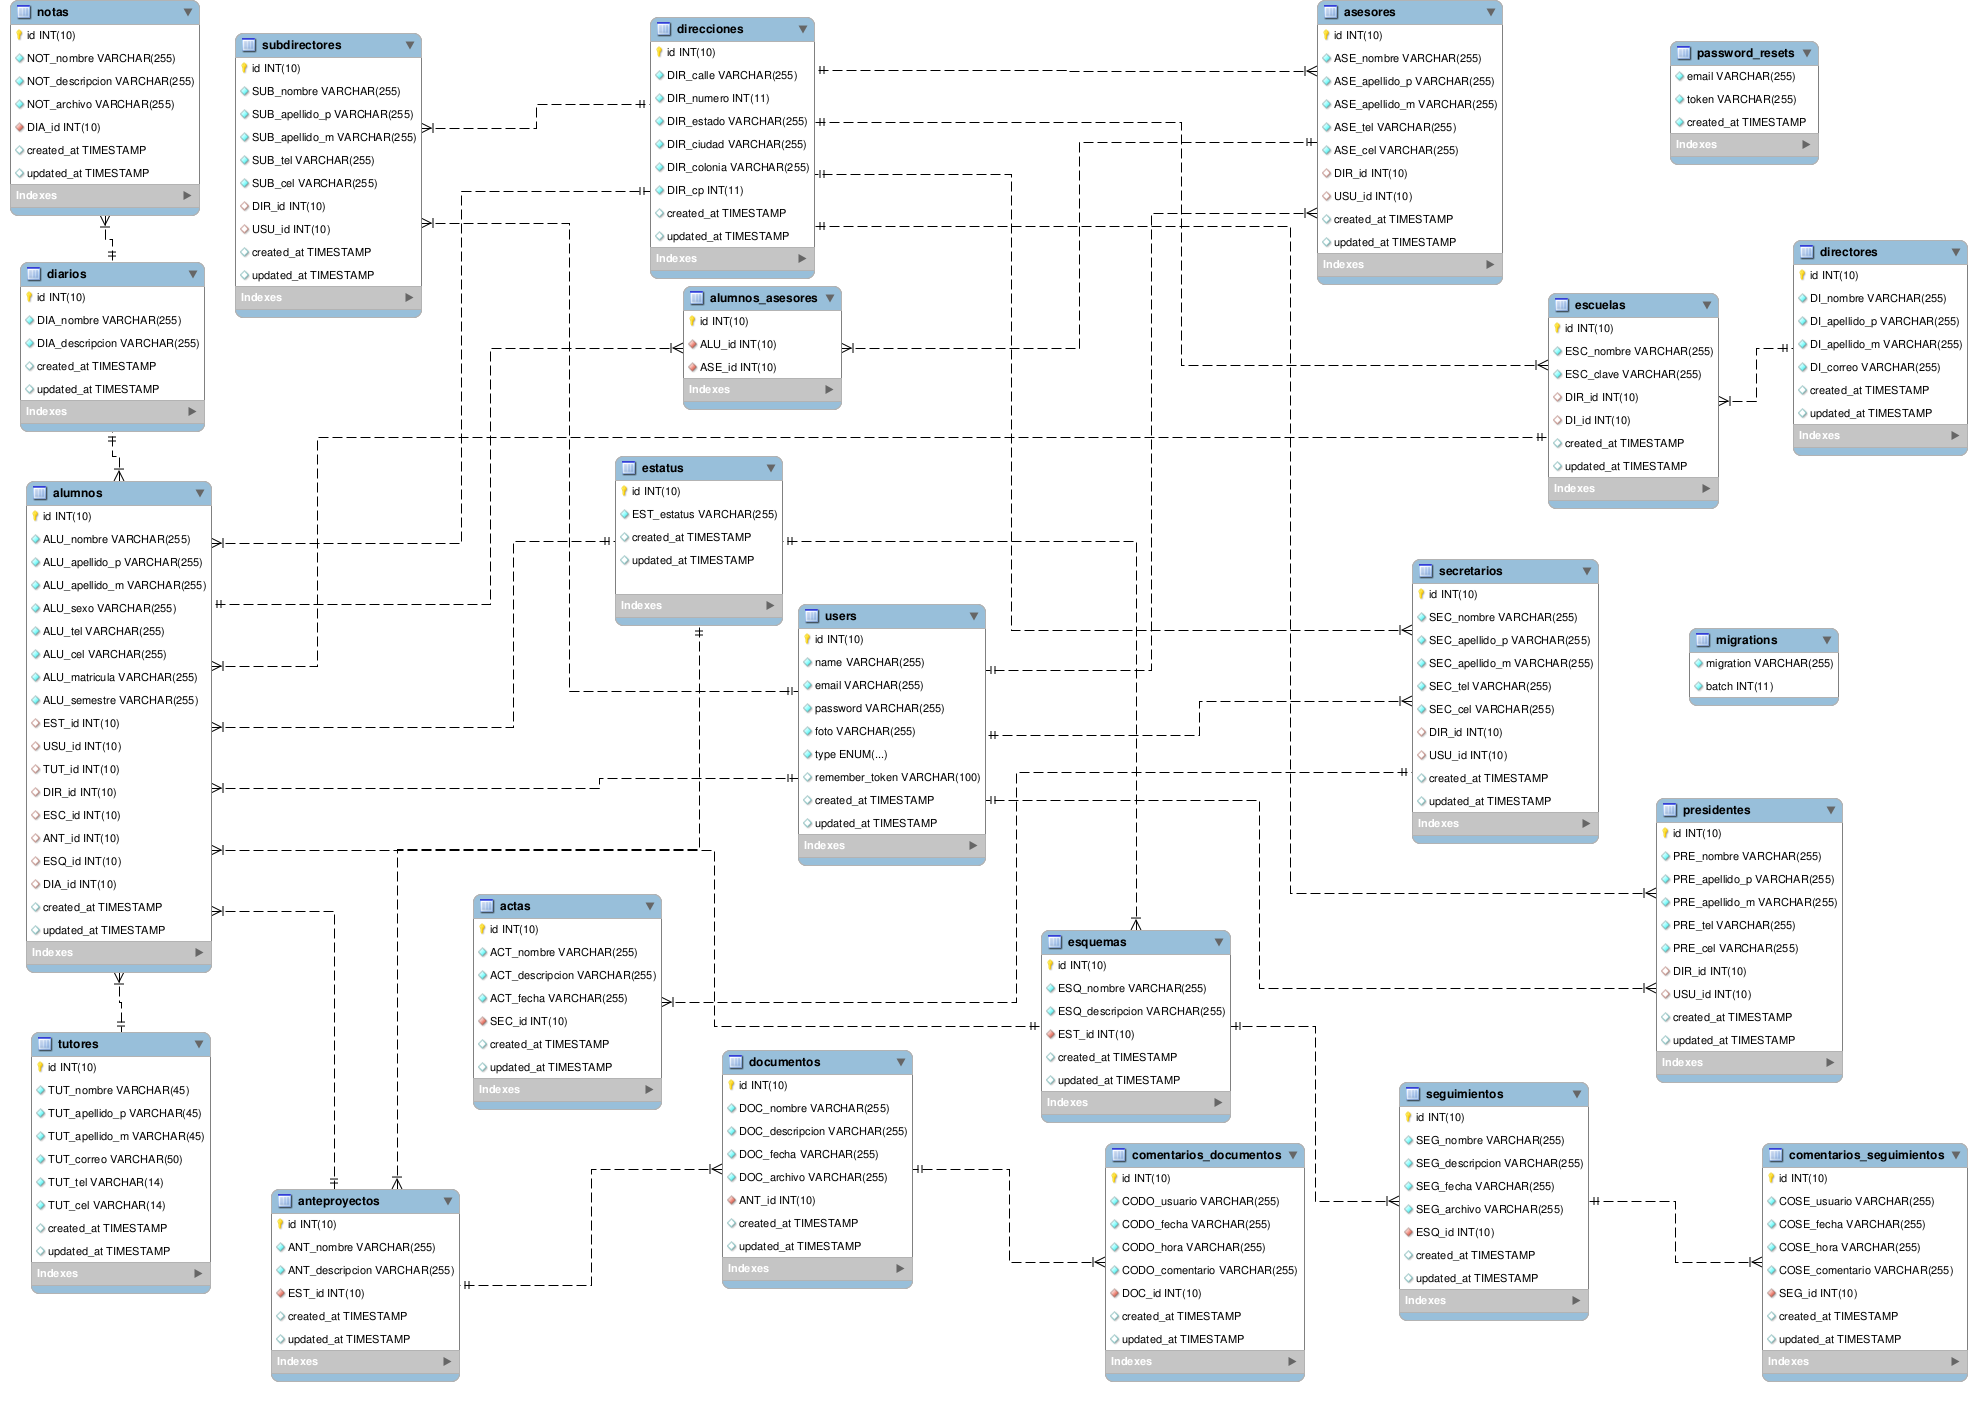 notas
id INT(10)
NOT_nombre VARCHAR(255)
NOT_descripcion VARCHAR(255)
NOT_archivo VARCHAR(255)
DIA_id INT(10)
created_at TIMESTAMP
updated_at TIMESTAMP
Indexes
subdirectores
id INT(10)
SUB_nombre VARCHAR(255)
SUB_apellido_p VARCHAR(255)
SUB_apellido_m VARCHAR(255)
SUB_tel VARCHAR(255)
SUB_cel VARCHAR(255)
DIR_id INT(10)
USU_id INT(10)
created_at TIMESTAMP
updated_at TIMESTAMP
Indexes
direcciones
id INT(10)
DIR_calle VARCHAR(255)
DIR_numero INT(11)
DIR_estado VARCHAR(255)
DIR_ciudad VARCHAR(255)
DIR_colonia VARCHAR(255)
DIR_cp INT(11)
created_at TIMESTAMP
updated_at TIMESTAMP
Indexes
asesores
id INT(10)
ASE_nombre VARCHAR(255)
ASE_apellido_p VARCHAR(255)
ASE_apellido_m VARCHAR(255)
ASE_tel VARCHAR(255)
ASE_cel VARCHAR(255)
DIR_id INT(10)
USU_id INT(10)
created_at TIMESTAMP
updated_at TIMESTAMP
Indexes
password_resets
email VARCHAR(255)
token VARCHAR(255)
created_at TIMESTAMP
Indexes
diarios
id INT(10)
DIA_nombre VARCHAR(255)
DIA_descripcion VARCHAR(255)
created_at TIMESTAMP
updated_at TIMESTAMP
Indexes
alumnos_asesores
id INT(10)
ALU_id INT(10)
ASE_id INT(10)
Indexes
escuelas
id INT(10)
ESC_nombre VARCHAR(255)
ESC_clave VARCHAR(255)
DIR_id INT(10)
DI_id INT(10)
created_at TIMESTAMP
updated_at TIMESTAMP
Indexes
directores
id INT(10)
DI_nombre VARCHAR(255)
DI_apellido_p VARCHAR(255)
DI_apellido_m VARCHAR(255)
DI_correo VARCHAR(255)
created_at TIMESTAMP
updated_at TIMESTAMP
Indexes
alumnos
id INT(10)
ALU_nombre VARCHAR(255)
ALU_apellido_p VARCHAR(255)
ALU_apellido_m VARCHAR(255)
ALU_sexo VARCHAR(255)
ALU_tel VARCHAR(255)
ALU_cel VARCHAR(255)
ALU_matricula VARCHAR(255)
ALU_semestre VARCHAR(255)
EST_id INT(10)
USU_id INT(10)
TUT_id INT(10)
DIR_id INT(10)
ESC_id INT(10)
ANT_id INT(10)
ESQ_id INT(10)
DIA_id INT(10)
created_at TIMESTAMP
updated_at TIMESTAMP
Indexes
estatus
id INT(10)
EST_estatus VARCHAR(255)
created_at TIMESTAMP
updated_at TIMESTAMP
Indexes
users
id INT(10)
name VARCHAR(255)
email VARCHAR(255)
password VARCHAR(255)
foto VARCHAR(255)
type ENUM(...)
remember_token VARCHAR(100)
created_at TIMESTAMP
updated_at TIMESTAMP
Indexes
secretarios
id INT(10)
SEC_nombre VARCHAR(255)
SEC_apellido_p VARCHAR(255)
SEC_apellido_m VARCHAR(255)
SEC_tel VARCHAR(255)
SEC_cel VARCHAR(255)
DIR_id INT(10)
USU_id INT(10)
created_at TIMESTAMP
updated_at TIMESTAMP
Indexes
migrations
migration VARCHAR(255)
batch INT(11)
presidentes
id INT(10)
PRE_nombre VARCHAR(255)
PRE_apellido_p VARCHAR(255)
PRE_apellido_m VARCHAR(255)
PRE_tel VARCHAR(255)
PRE_cel VARCHAR(255)
DIR_id INT(10)
USU_id INT(10)
created_at TIMESTAMP
updated_at TIMESTAMP
Indexes
actas
id INT(10)
ACT_nombre VARCHAR(255)
ACT_descripcion VARCHAR(255)
ACT_fecha VARCHAR(255)
SEC_id INT(10)
created_at TIMESTAMP
updated_at TIMESTAMP
Indexes
esquemas
id INT(10)
ESQ_nombre VARCHAR(255)
ESQ_descripcion VARCHAR(255)
EST_id INT(10)
created_at TIMESTAMP
updated_at TIMESTAMP
Indexes
tutores
id INT(10)
TUT_nombre VARCHAR(45)
TUT_apellido_p VARCHAR(45)
TUT_apellido_m VARCHAR(45)
TUT_correo VARCHAR(50)
TUT_tel VARCHAR(14)
TUT_cel VARCHAR(14)
created_at TIMESTAMP
updated_at TIMESTAMP
Indexes
documentos
id INT(10)
DOC_nombre VARCHAR(255)
DOC_descripcion VARCHAR(255)
DOC_fecha VARCHAR(255)
DOC_archivo VARCHAR(255)
ANT_id INT(10)
created_at TIMESTAMP
updated_at TIMESTAMP
Indexes
seguimientos
id INT(10)
SEG_nombre VARCHAR(255)
SEG_descripcion VARCHAR(255)
SEG_fecha VARCHAR(255)
SEG_archivo VARCHAR(255)
ESQ_id INT(10)
created_at TIMESTAMP
updated_at TIMESTAMP
Indexes
anteproyectos
id INT(10)
ANT_nombre VARCHAR(255)
ANT_descripcion VARCHAR(255)
EST_id INT(10)
created_at TIMESTAMP
updated_at TIMESTAMP
Indexes
comentarios_documentos
id INT(10)
CODO_usuario VARCHAR(255)
CODO_fecha VARCHAR(255)
CODO_hora VARCHAR(255)
CODO_comentario VARCHAR(255)
DOC_id INT(10)
created_at TIMESTAMP
updated_at TIMESTAMP
Indexes
comentarios_seguimientos
id INT(10)
COSE_usuario VARCHAR(255)
COSE_fecha VARCHAR(255)
COSE_hora VARCHAR(255)
COSE_comentario VARCHAR(255)
SEG_id INT(10)
created_at TIMESTAMP
updated_at TIMESTAMP
Indexes